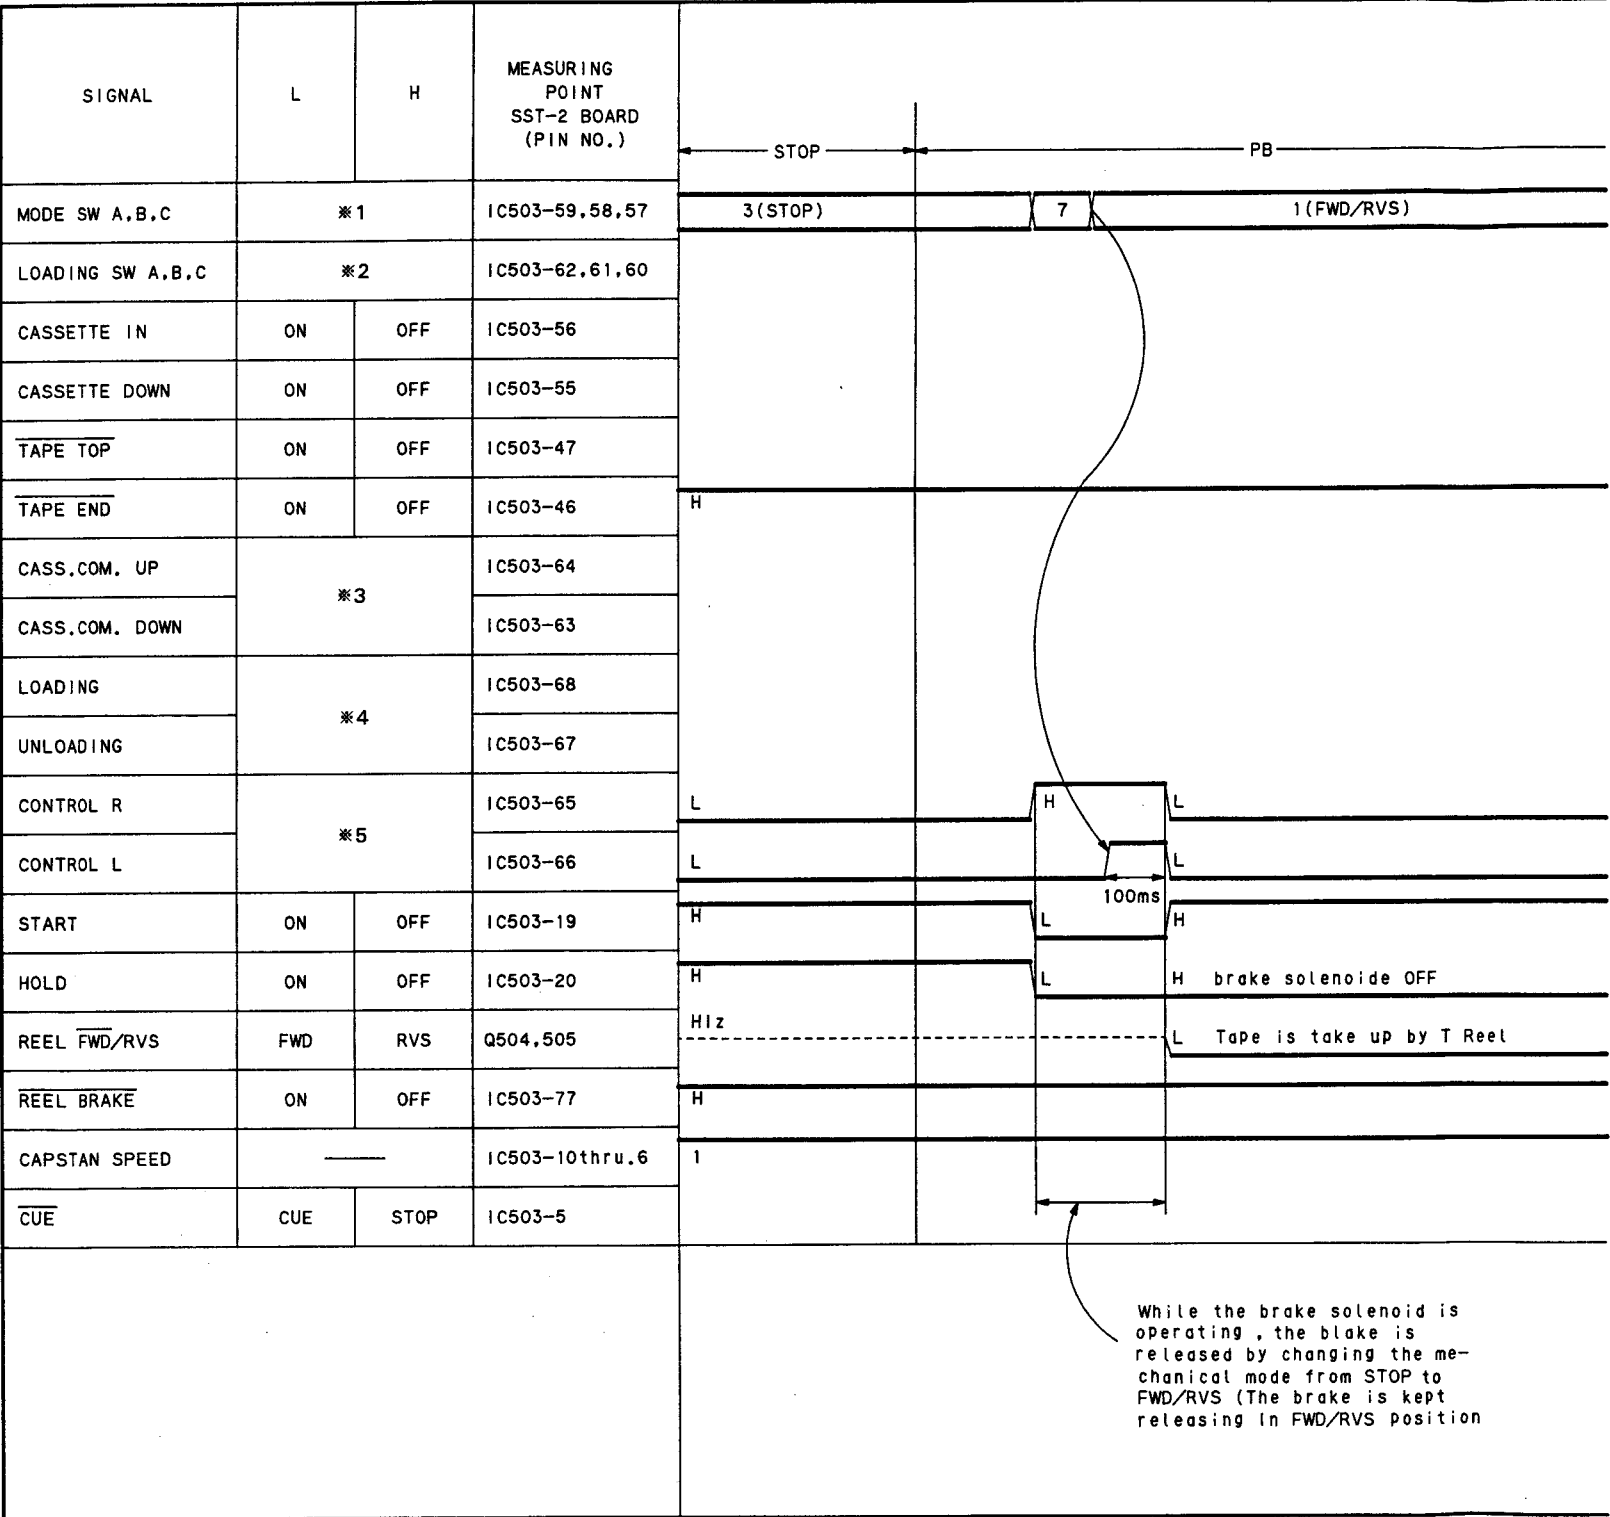 SIGNAL L H MEASURING POINT SST-2 BOARD (PIN NO.)
STOP PB
MODE SW A.B.C ※1 IC503-59.58.57 3(STOP) 7 1(FWD/RVS)
LOADING SW A.B.C ※2 IC503-62.61.60
CASSETTE IN ON OFF IC503-56
CASSETTE DOWN ON OFF IC503-55
TAPE TOP ON OFF IC503-47
TAPE END ON OFF IC503-46 H
CASS.COM. UP ※3 IC503-64
CASS.COM. DOWN IC503-63
LOADING ※4 IC503-68
UNLOADING IC503-67
CONTROL R ※5 IC503-65 L H L
CONTROL L IC503-66 L L
100ms
START ON OFF IC503-19 H L H
HOLD ON OFF IC503-20 H L H brake solenoide OFF
REEL FWD/RVS FWD RVS Q504.505 HIz L Tape is take up by T Reel
REEL BRAKE ON OFF IC503-77 H
CAPSTAN SPEED —— IC503-10thru.6 1
CUE CUE STOP IC503-5
While the brake solenoid is
operating , the blake is
released by changing the me-
chanical mode from STOP to
FWD/RVS (The brake is kept
releasing in FWD/RVS position